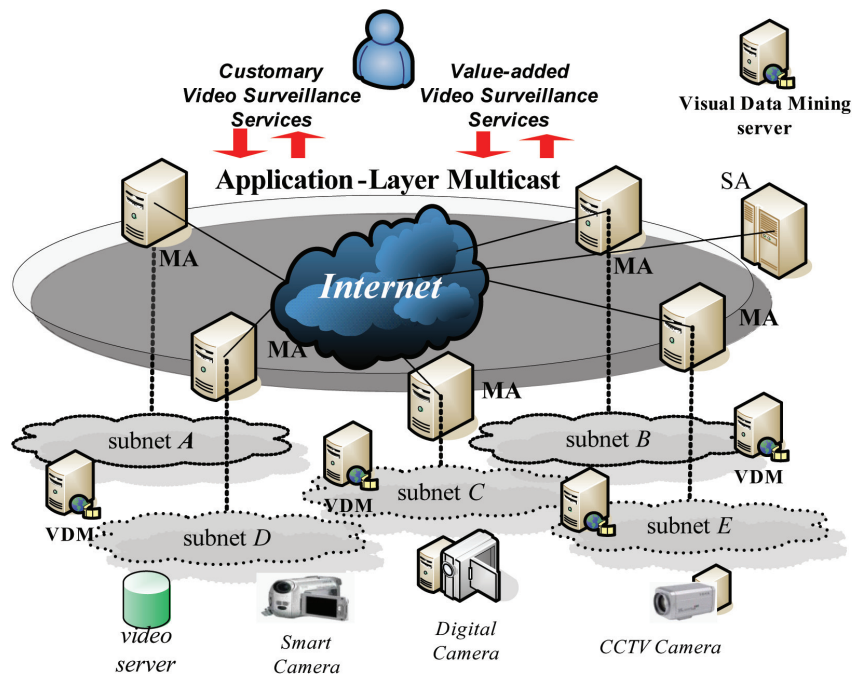 Customary
Video Surveillance
Services
Value-added
Video Surveillance
Services
Visual Data Mining
server
Application-Layer Multicast
SA
MA
MA
Internet
MA
MA
MA
subnet A
subnet B
VDM
subnet C
VDM
VDM
subnet D
subnet E
video
server
Smart
Camera
Digital
Camera
CCTV Camera